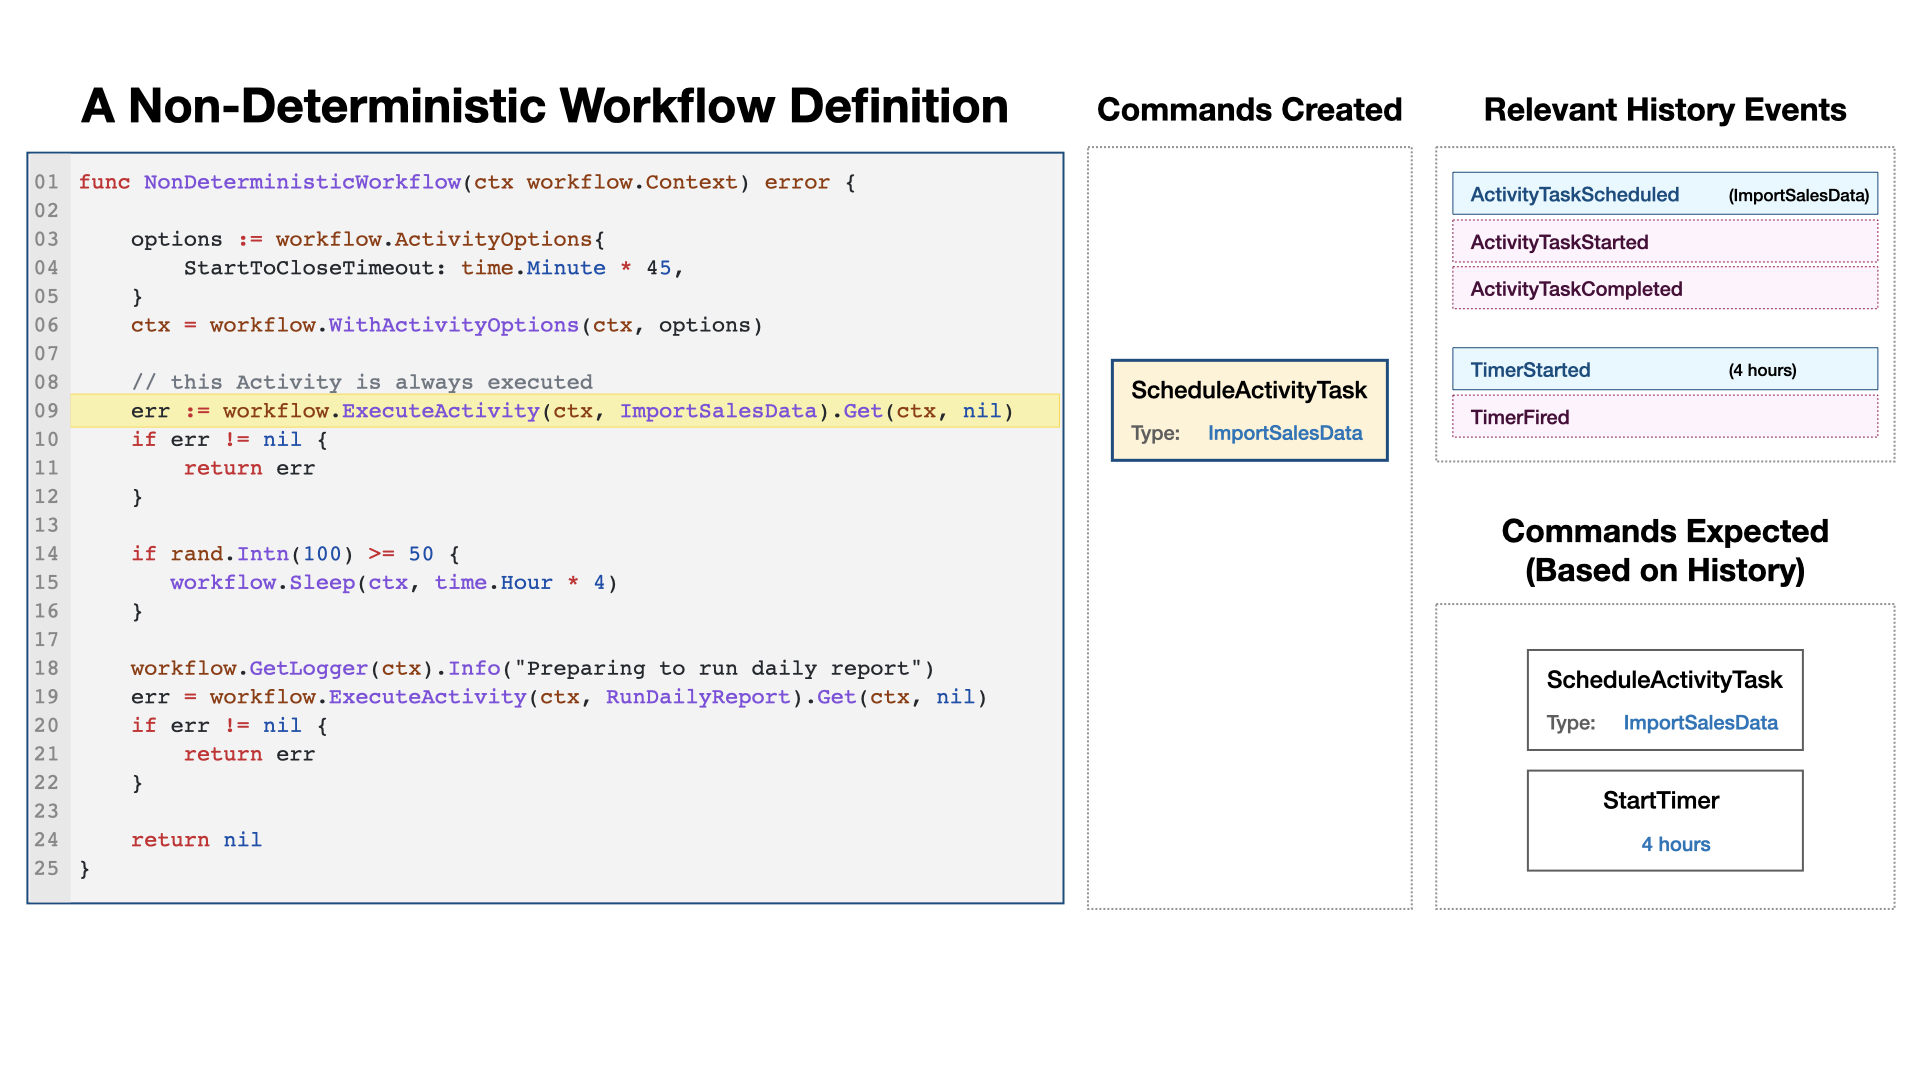 A Non-Deterministic Workflow Definition
01 func NonDeterministicWorkflow(ctx workflow.Context) error {
02
03     options := workflow.ActivityOptions{
04         StartToCloseTimeout: time.Minute * 45,
05     }
06     ctx = workflow.WithActivityOptions(ctx, options)
07
08     // this Activity is always executed
09     err := workflow.ExecuteActivity(ctx, ImportSalesData).Get(ctx, nil)
10     if err != nil {
11         return err
12     }
13
14     if rand.Intn(100) >= 50 {
15        workflow.Sleep(ctx, time.Hour * 4)
16     }
17
18     workflow.GetLogger(ctx).Info("Preparing to run daily report")
19     err = workflow.ExecuteActivity(ctx, RunDailyReport).Get(ctx, nil)
20     if err != nil {
21         return err
22     }
23
24     return nil
25 }
Commands Created
ScheduleActivityTask
Type: ImportSalesData
Relevant History Events
ActivityTaskScheduled (ImportSalesData)
ActivityTaskStarted
ActivityTaskCompleted
TimerStarted (4 hours)
TimerFired
Commands Expected
(Based on History)
ScheduleActivityTask
Type: ImportSalesData
StartTimer
4 hours